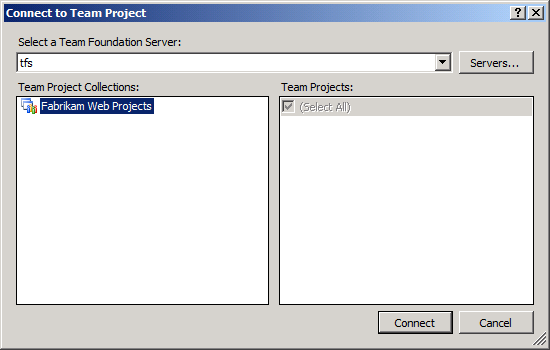 Connect to Team Project
Select a Team Foundation Server:
tfs
Servers...
Team Project Collections:
Team Projects:
Fabrikam Web Projects
(Select All)
Connect
Cancel